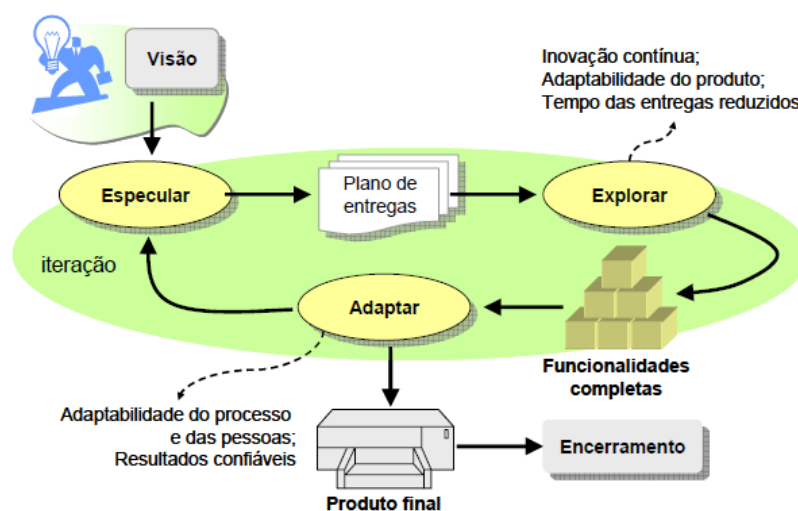 Visão
Inovação contínua;
Adaptabilidade do produto;
Tempo das entregas reduzidos
Especular
Plano de
entregas
Explorar
iteração
Adaptar
Funcionalidades
completas
Adaptabilidade do processo
e das pessoas;
Resultados confiáveis
Encerramento
Produto final